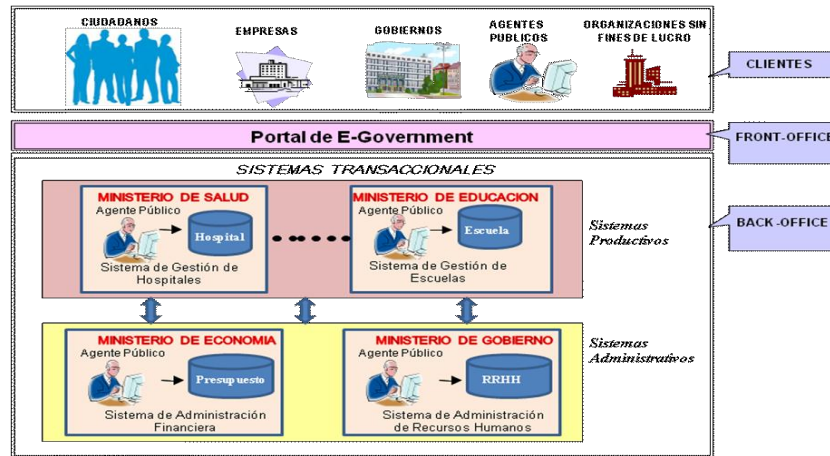 CIUDADANOS
EMPRESAS
GOBIERNOS
AGENTES
PUBLICOS
ORGANIZACIONES SIN
FINES DE LUCRO
CLIENTES
Portal de E-Government
FRONT-OFFICE
SISTEMAS TRANSACCIONALES
MINISTERIO DE SALUD
Agente Público
Hospital
Sistema de Gestión de
Hospitales
MINISTERIO DE EDUCACION
Agente Público
Escuela
Sistema de Gestión de
Escuelas
Sistemas
Productivos
BACK-OFFICE
MINISTERIO DE ECONOMIA
Agente Público
Presupuesto
Sistema de Administración
Financiera
MINISTERIO DE GOBIERNO
Agente Público
RRHH
Sistema de Administración
de Recursos Humanos
Sistemas
Administrativos